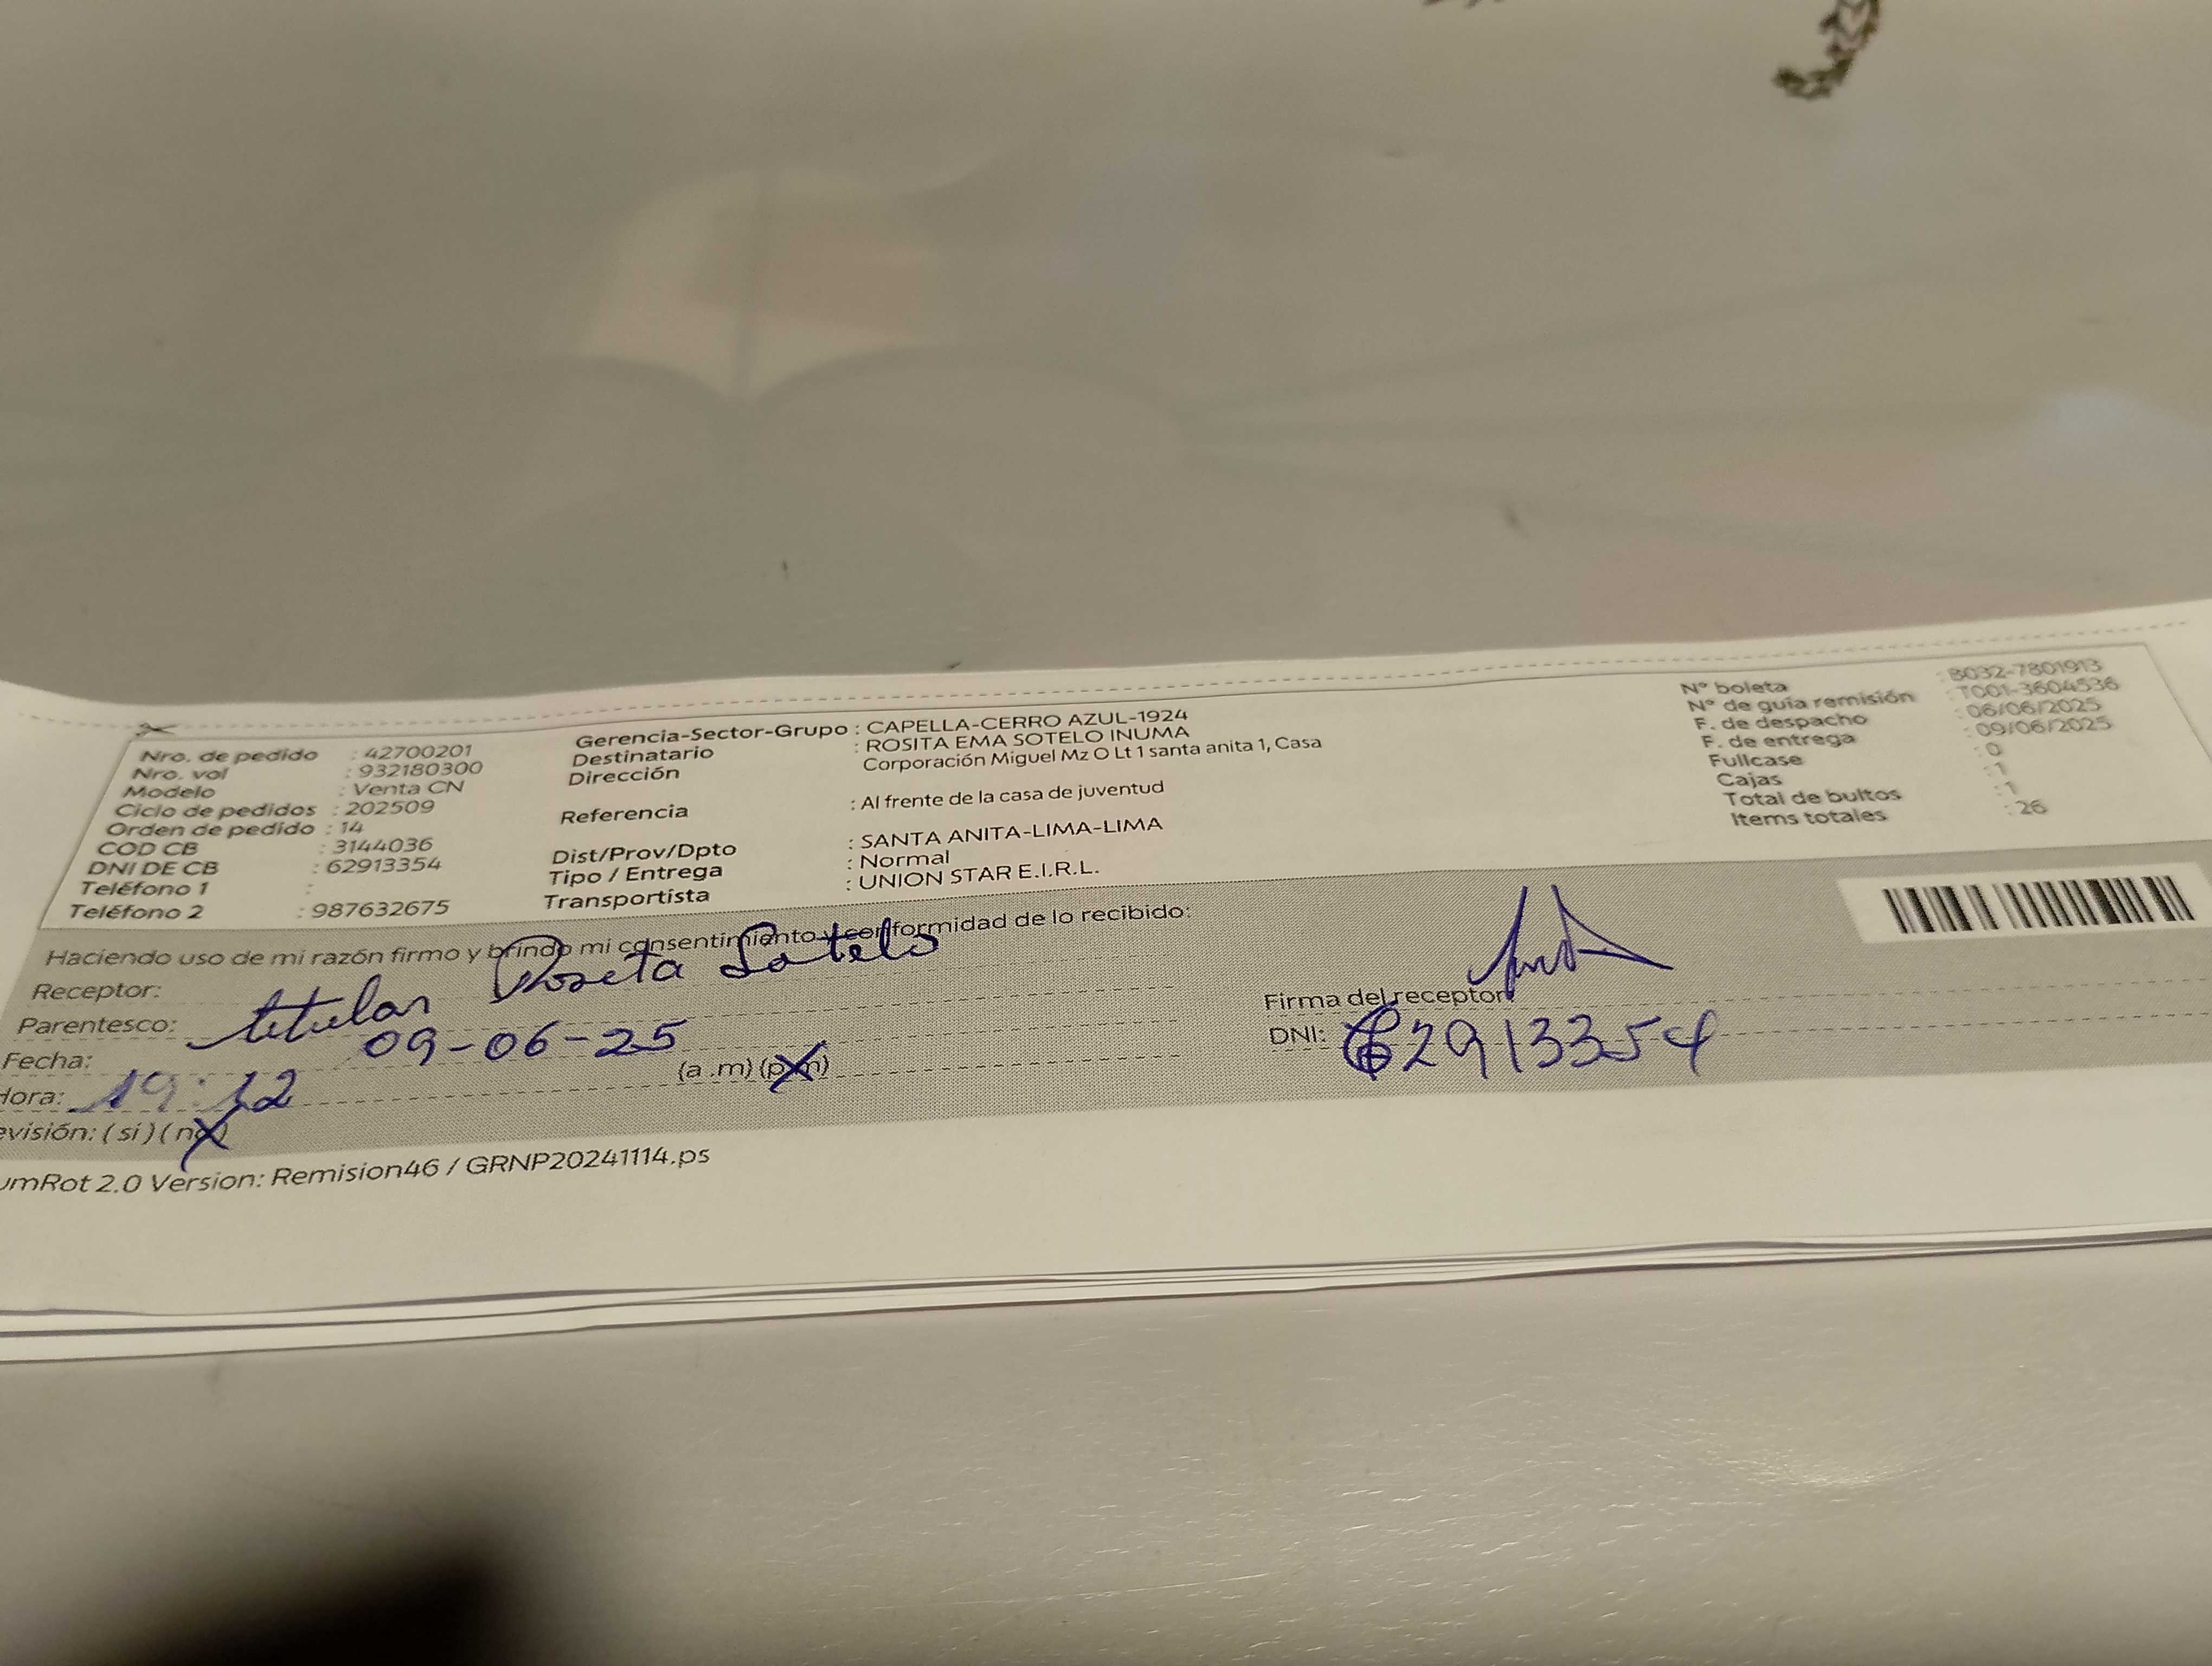 Nro. de pedido : 42700201
Nro. vol : 932180300
Modelo : Venta CN
Ciclo de pedidos : 202509
Orden de pedido : 14
COD CB : 3144036
DNI DE CB : 62913354
Teléfono 1 :
Teléfono 2 : 987632675
Gerencia-Sector-Grupo : CAPELLA-CERRO AZUL-1924
Destinatario : ROSITA EMA SOTELO INUMA
Dirección Corporación Miguel Mz O Lt 1 santa anita 1, Casa
Referencia : Al frente de la casa de juventud
Dist/Prov/Dpto : SANTA ANITA-LIMA-LIMA
Tipo / Entrega : Normal
Transportista : UNION STAR E.I.R.L.
N° boleta : B032-7801913
N° de guía remisión : T001-3604536
F. de despacho : 06/06/2025
F. de entrega : 09/06/2025
Fullcase : 0
Cajas : 1
Total de bultos : 1
Items totales : 26
Haciendo uso de mi razón firmo y brindo mi consentimiento y conformidad de lo recibido:
Receptor: Rosita Sotelo
Parentesco: titular
Fecha: 09-06-25
Hora: 19:12 (a .m) (p.m)
evisión: ( si ) ( no )
Firma del receptor
DNI: 62913354
umRot 2.0 Version: Remision46 / GRNP20241114.ps